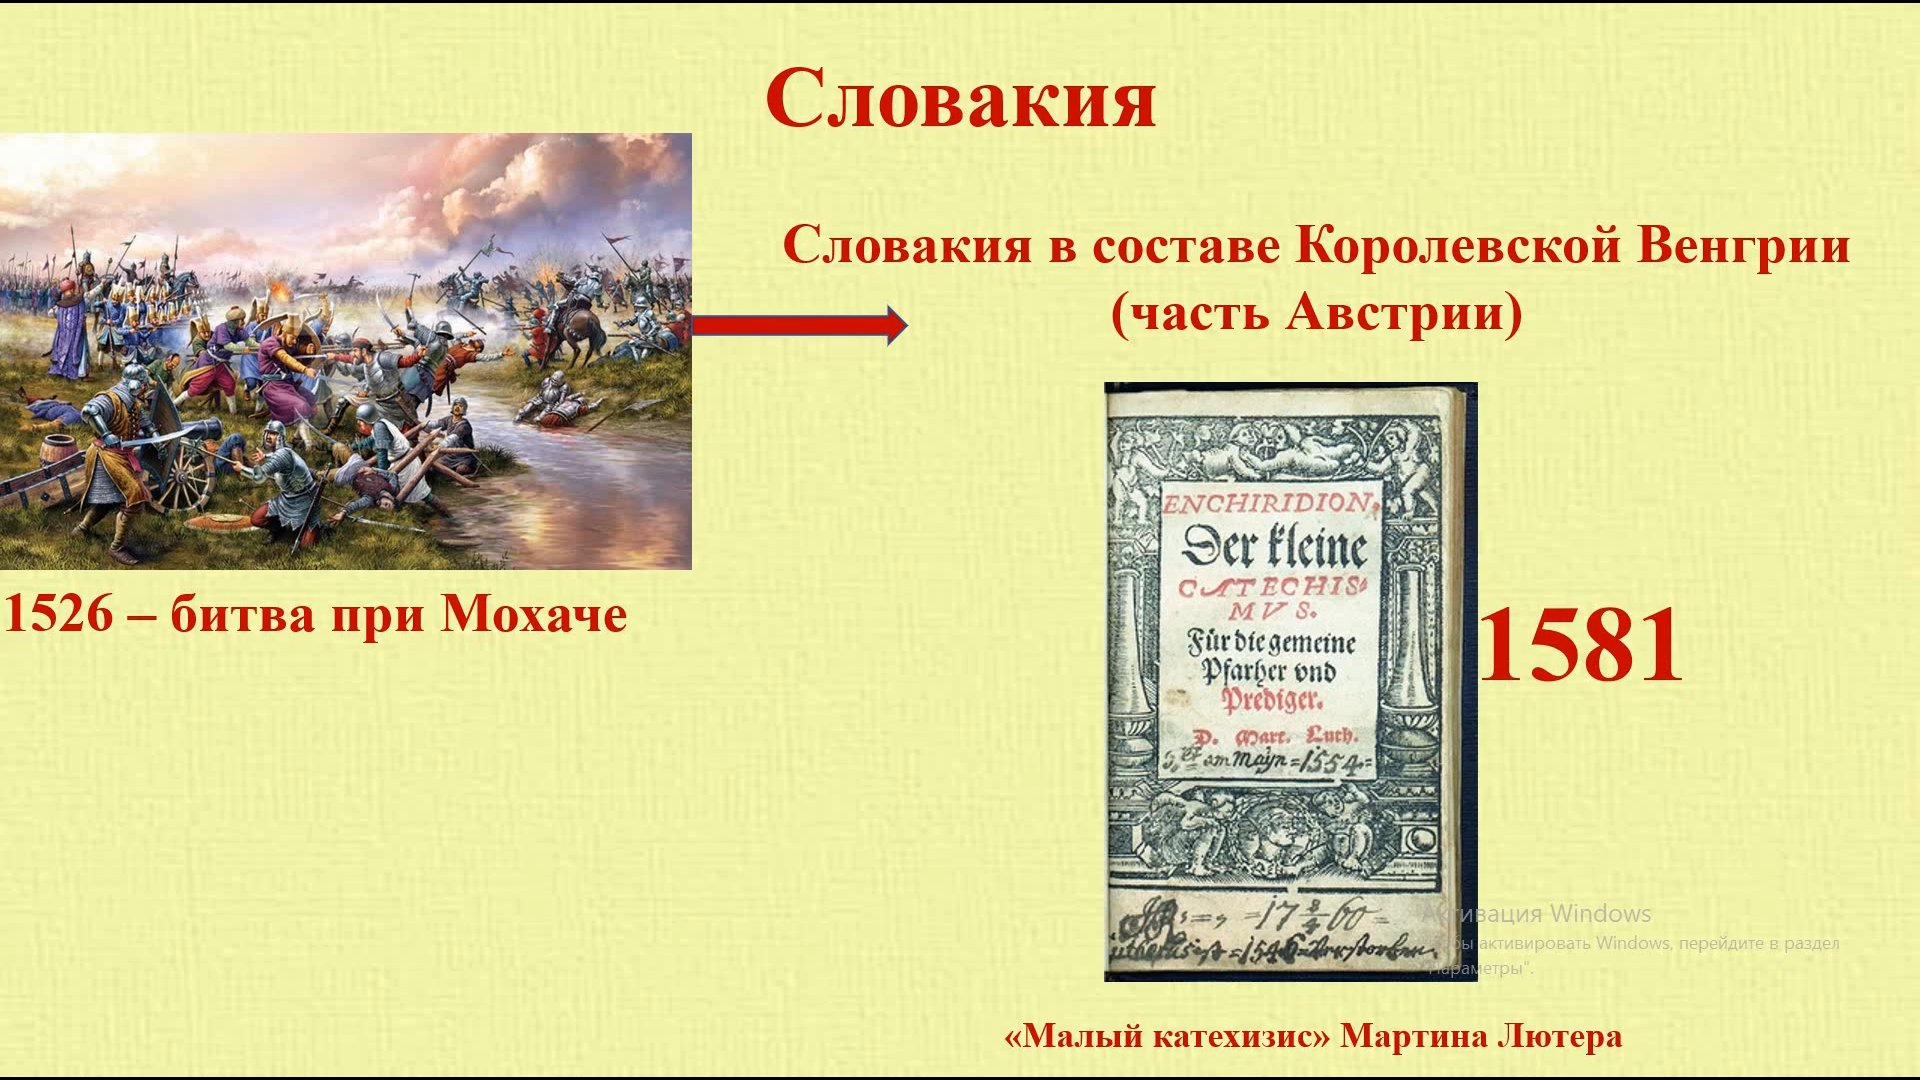 Словакия
Словакия в составе Королевской Венгрии
(часть Австрии)
1526 – битва при Мохаче
ENCHIRIDION.
Der kleine
CATECHIS-
MVS.
Für die gemeine
Pfarher vnd
Prediger.
D. Mart. Luth.
am Mayn =1554=
1581
Активация Windows
активировать Windows, перейдите в раздел
"Параметры".
«Малый катехизис» Мартина Лютера